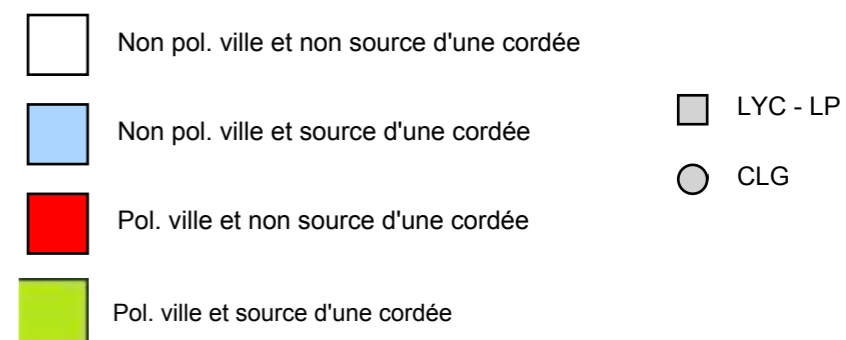 Non pol. ville et non source d'une cordée
Non pol. ville et source d'une cordée
Pol. ville et non source d'une cordée
Pol. ville et source d'une cordée
LYC - LP
CLG